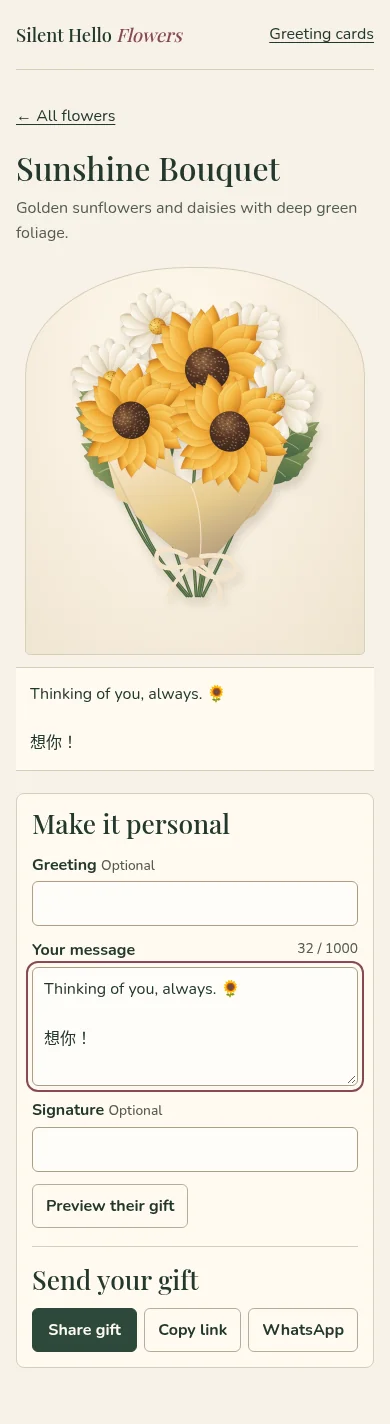 Silent Hello Flowers
Greeting cards
← All flowers
Sunshine Bouquet
Golden sunflowers and daisies with deep green
foliage.
Thinking of you, always. 🌻
想你！
Make it personal
Greeting Optional
Your message
32 / 1000
Thinking of you, always. 🌻
想你！
Signature Optional
Preview their gift
Send your gift
Share gift
Copy link
WhatsApp